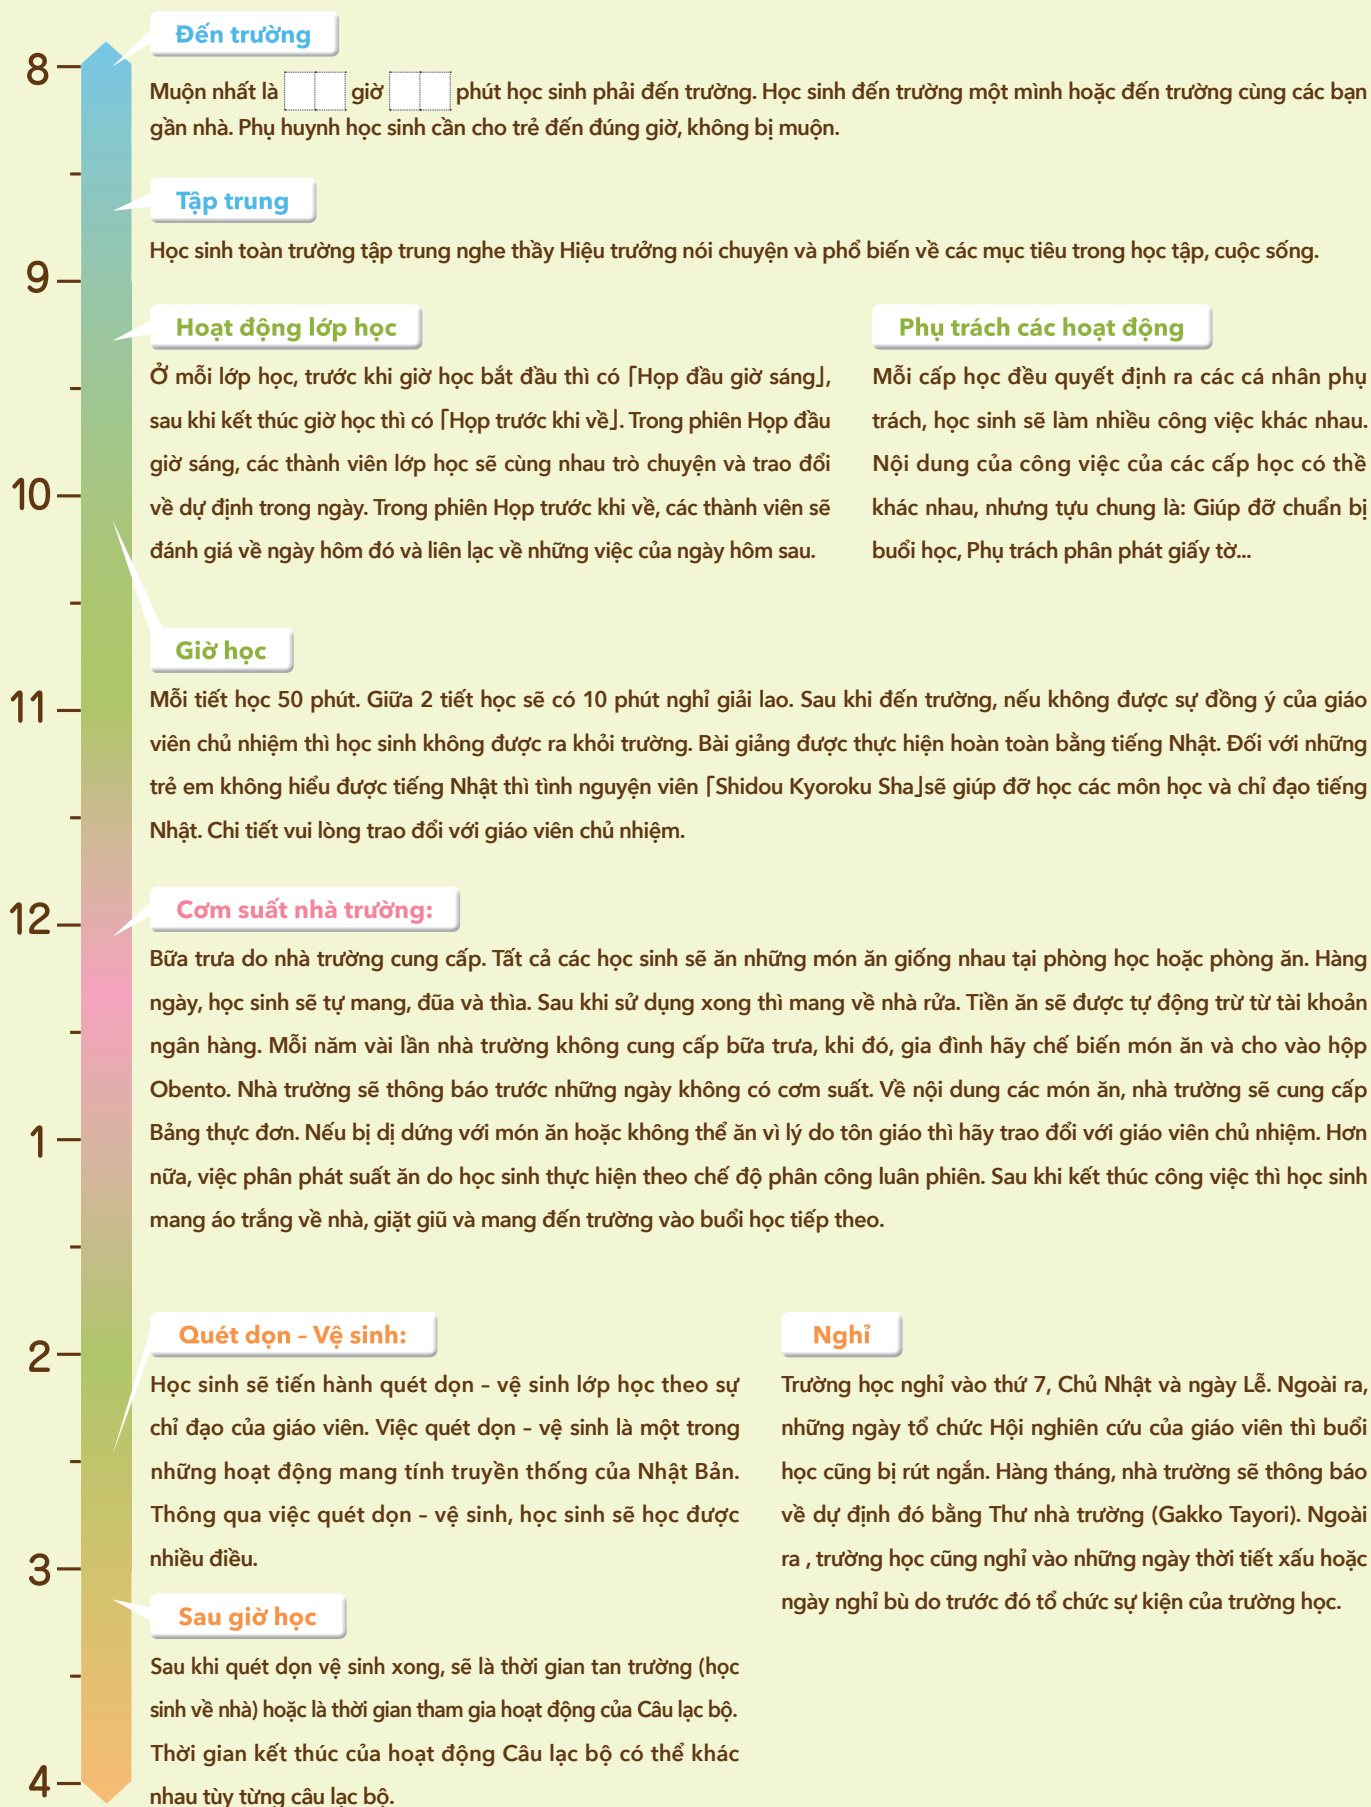 8
Đến trường
Muộn nhất là giờ phút học sinh phải đến trường. Học sinh đến trường một mình hoặc đến trường cùng các bạn
gần nhà. Phụ huynh học sinh cần cho trẻ đến đúng giờ, không bị muộn.
Tập trung
Học sinh toàn trường tập trung nghe thầy Hiệu trưởng nói chuyện và phổ biến về các mục tiêu trong học tập, cuộc sống.
9
Hoạt động lớp học
Ở mỗi lớp học, trước khi giờ học bắt đầu thì có ⌈Họp đầu giờ sáng⌋,
sau khi kết thúc giờ học thì có ⌈Họp trước khi về⌋. Trong phiên Họp đầu
giờ sáng, các thành viên lớp học sẽ cùng nhau trò chuyện và trao đổi
về dự định trong ngày. Trong phiên Họp trước khi về, các thành viên sẽ
đánh giá về ngày hôm đó và liên lạc về những việc của ngày hôm sau.
Phụ trách các hoạt động
Mỗi cấp học đều quyết định ra các cá nhân phụ
trách, học sinh sẽ làm nhiều công việc khác nhau.
Nội dung của công việc của các cấp học có thề
khác nhau, nhưng tựu chung là: Giúp đỡ chuẩn bị
buổi học, Phụ trách phân phát giấy tờ...
10
Giờ học
11
Mỗi tiết học 50 phút. Giữa 2 tiết học sẽ có 10 phút nghỉ giải lao. Sau khi đến trường, nếu không được sự đồng ý của giáo
viên chủ nhiệm thì học sinh không được ra khỏi trường. Bài giảng được thực hiện hoàn toàn bằng tiếng Nhật. Đối với những
trẻ em không hiểu được tiếng Nhật thì tình nguyện viên ⌈Shidou Kyoroku Sha⌋sẽ giúp đỡ học các môn học và chỉ đạo tiếng
Nhật. Chi tiết vui lòng trao đổi với giáo viên chủ nhiệm.
12
Cơm suất nhà trường:
Bữa trưa do nhà trường cung cấp. Tất cả các học sinh sẽ ăn những món ăn giống nhau tại phòng học hoặc phòng ăn. Hàng
ngày, học sinh sẽ tự mang, đũa và thìa. Sau khi sử dụng xong thì mang về nhà rửa. Tiền ăn sẽ được tự động trừ từ tài khoản
ngân hàng. Mỗi năm vài lần nhà trường không cung cấp bữa trưa, khi đó, gia đình hãy chế biến món ăn và cho vào hộp
Obento. Nhà trường sẽ thông báo trước những ngày không có cơm suất. Về nội dung các món ăn, nhà trường sẽ cung cấp
Bảng thực đơn. Nếu bị dị dứng với món ăn hoặc không thể ăn vì lý do tôn giáo thì hãy trao đổi với giáo viên chủ nhiệm. Hơn
nữa, việc phân phát suất ăn do học sinh thực hiện theo chế độ phân công luân phiên. Sau khi kết thúc công việc thì học sinh
mang áo trắng về nhà, giặt giũ và mang đến trường vào buổi học tiếp theo.
1
2
Quét dọn – Vệ sinh:
Học sinh sẽ tiến hành quét dọn – vệ sinh lớp học theo sự
chỉ đạo của giáo viên. Việc quét dọn – vệ sinh là một trong
những hoạt động mang tính truyền thống của Nhật Bản.
Thông qua việc quét dọn – vệ sinh, học sinh sẽ học được
nhiều điều.
Nghỉ
Trường học nghỉ vào thứ 7, Chủ Nhật và ngày Lễ. Ngoài ra,
những ngày tổ chức Hội nghiên cứu của giáo viên thì buổi
học cũng bị rút ngắn. Hàng tháng, nhà trường sẽ thông báo
về dự định đó bằng Thư nhà trường (Gakko Tayori). Ngoài
ra , trường học cũng nghỉ vào những ngày thời tiết xấu hoặc
ngày nghỉ bù do trước đó tổ chức sự kiện của trường học.
3
Sau giờ học
Sau khi quét dọn vệ sinh xong, sẽ là thời gian tan trường (học
sinh về nhà) hoặc là thời gian tham gia hoạt động của Câu lạc bộ.
Thời gian kết thúc của hoạt động Câu lạc bộ có thể khác
nhau tùy từng câu lạc bộ.
4